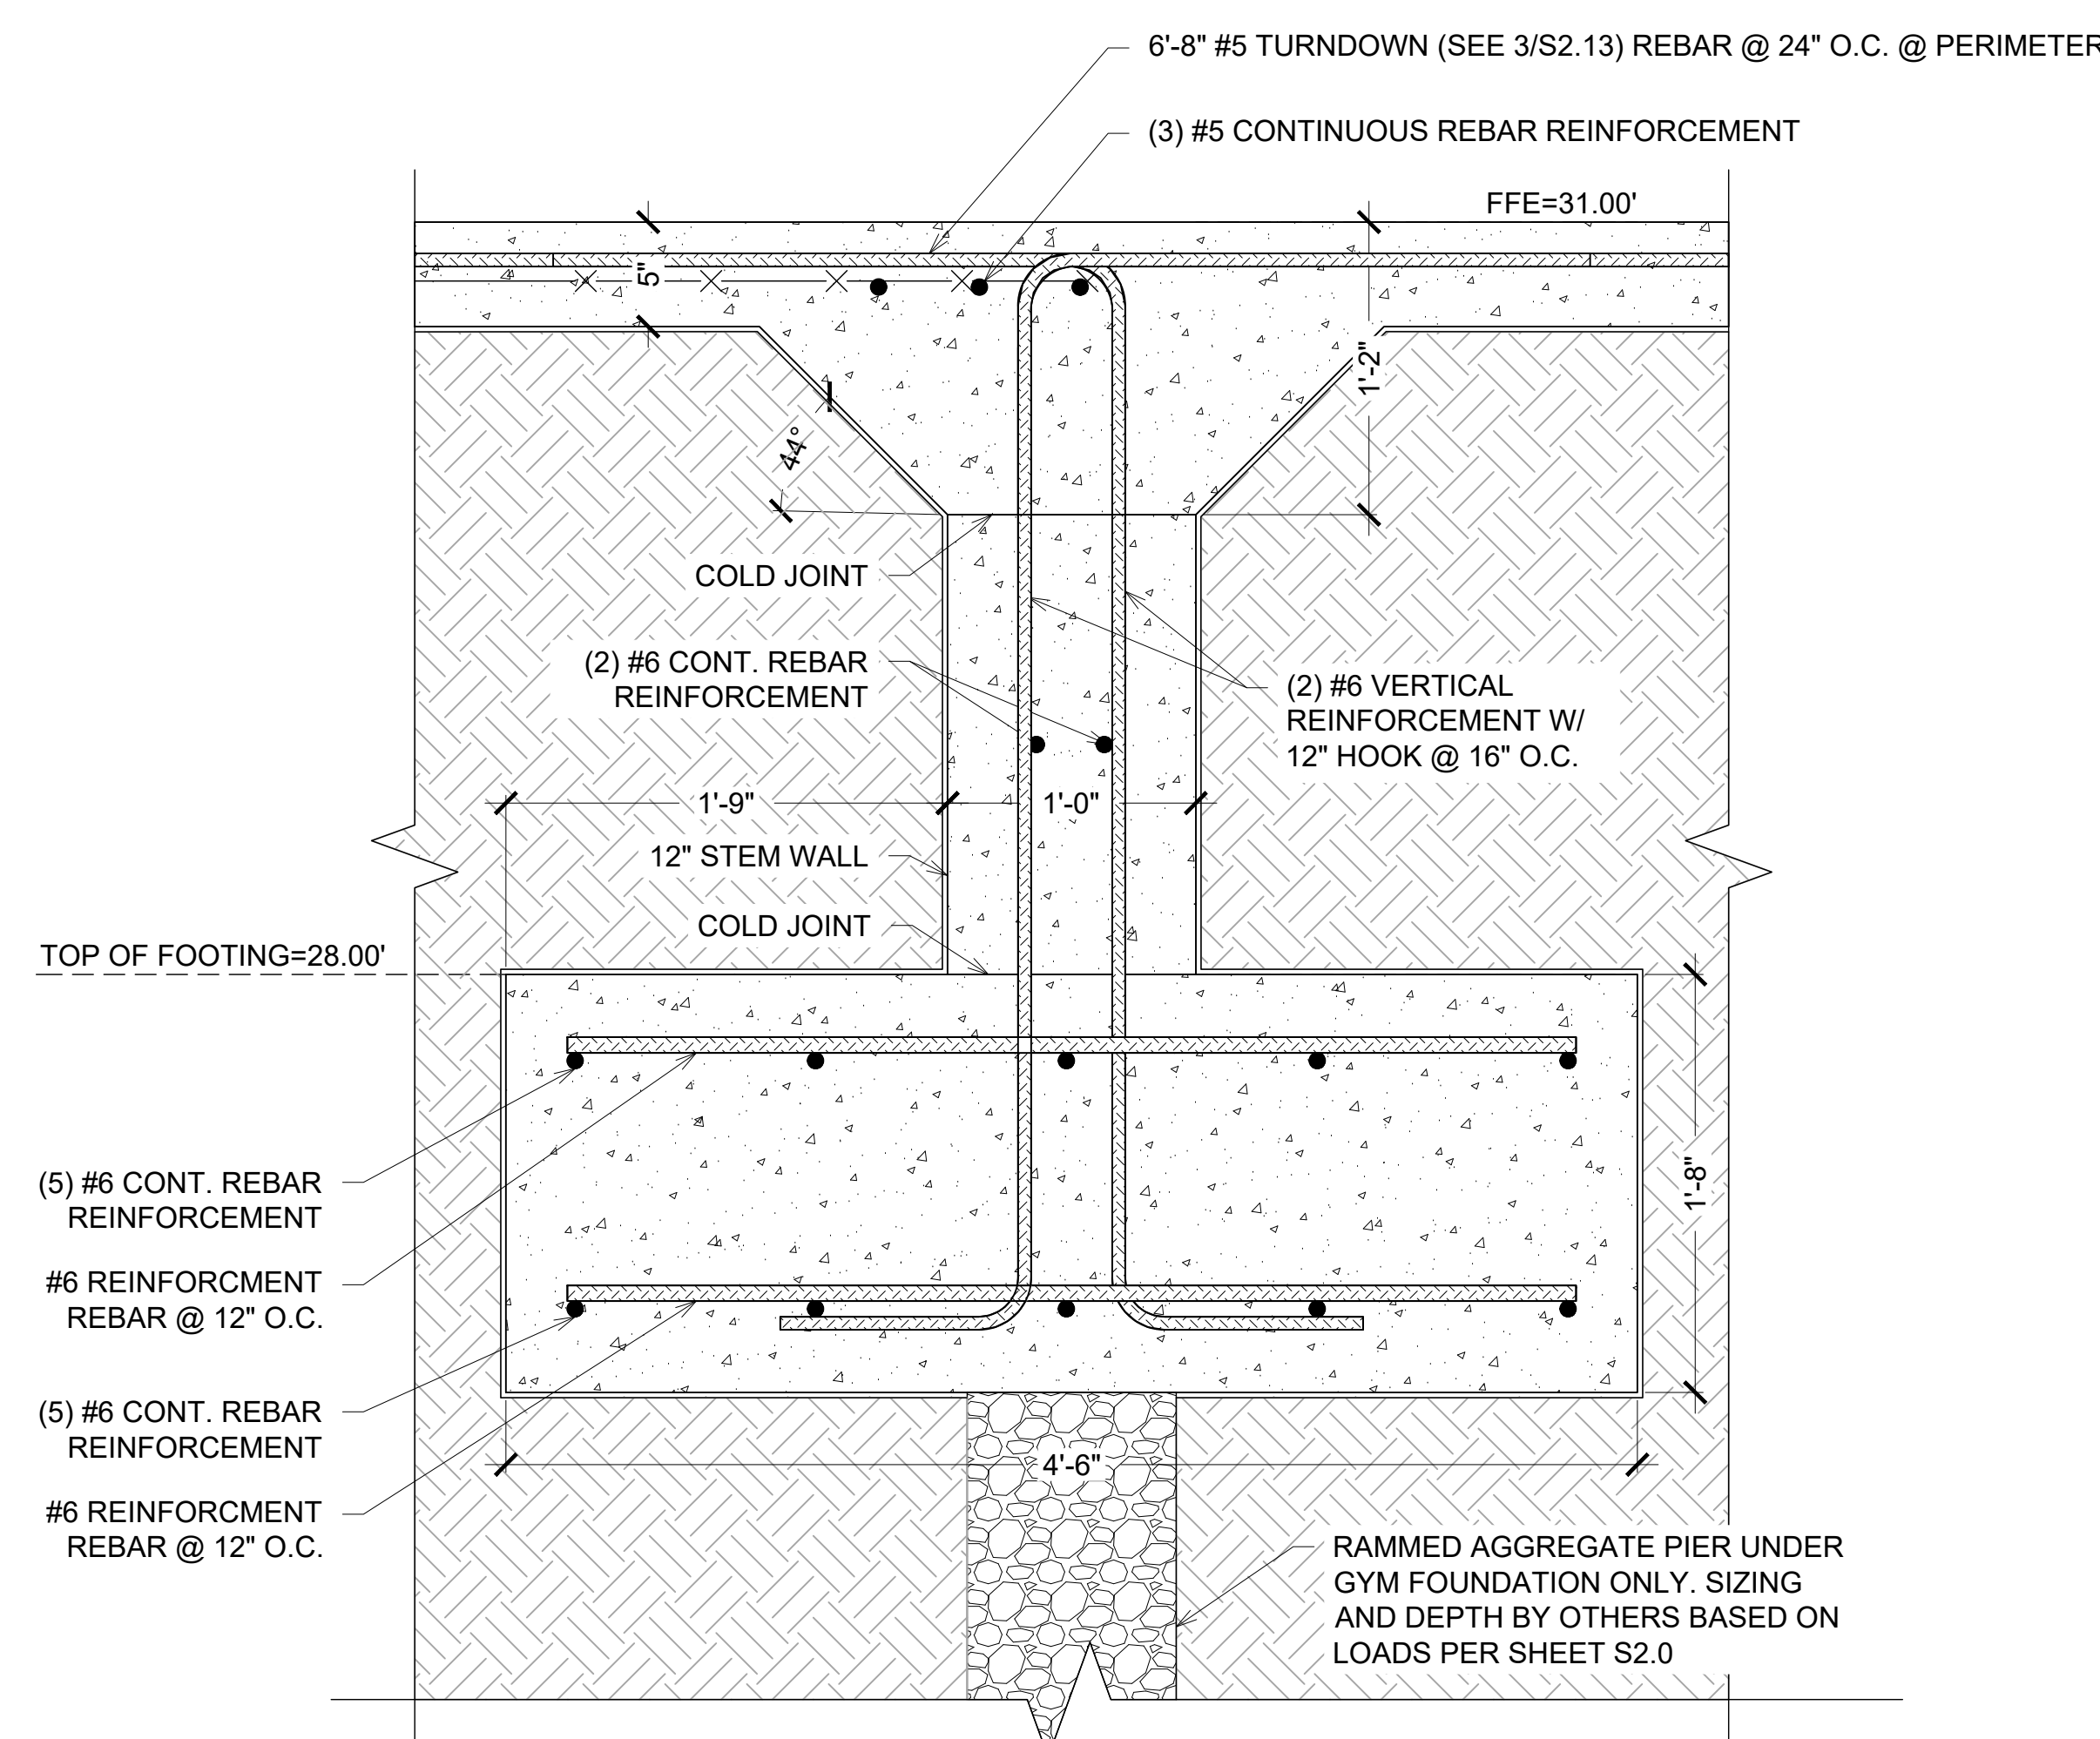 6'-8" #5 TURNDOWN (SEE 3/S2.13) REBAR @ 24" O.C. @ PERIMETER
(3) #5 CONTINUOUS REBAR REINFORCEMENT
FFE=31.00'
5"
1'-2"
44°
COLD JOINT
(2) #6 CONT. REBAR
REINFORCEMENT
(2) #6 VERTICAL
REINFORCEMENT W/
12" HOOK @ 16" O.C.
1'-9"
1'-0"
12" STEM WALL
COLD JOINT
TOP OF FOOTING=28.00'
(5) #6 CONT. REBAR
REINFORCEMENT
#6 REINFORCMENT
REBAR @ 12" O.C.
1'-8"
(5) #6 CONT. REBAR
REINFORCEMENT
#6 REINFORCMENT
REBAR @ 12" O.C.
4'-6"
RAMMED AGGREGATE PIER UNDER
GYM FOUNDATION ONLY. SIZING
AND DEPTH BY OTHERS BASED ON
LOADS PER SHEET S2.0